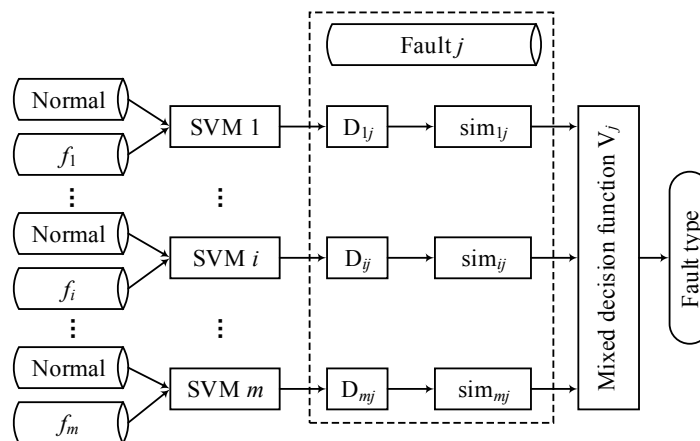 Fault j
Normal
f1
SVM 1
D1j
sim1j
Normal
fi
SVM i
Dij
simij
Normal
fm
SVM m
Dmj
simmj
Mixed decision function Vj
Fault type